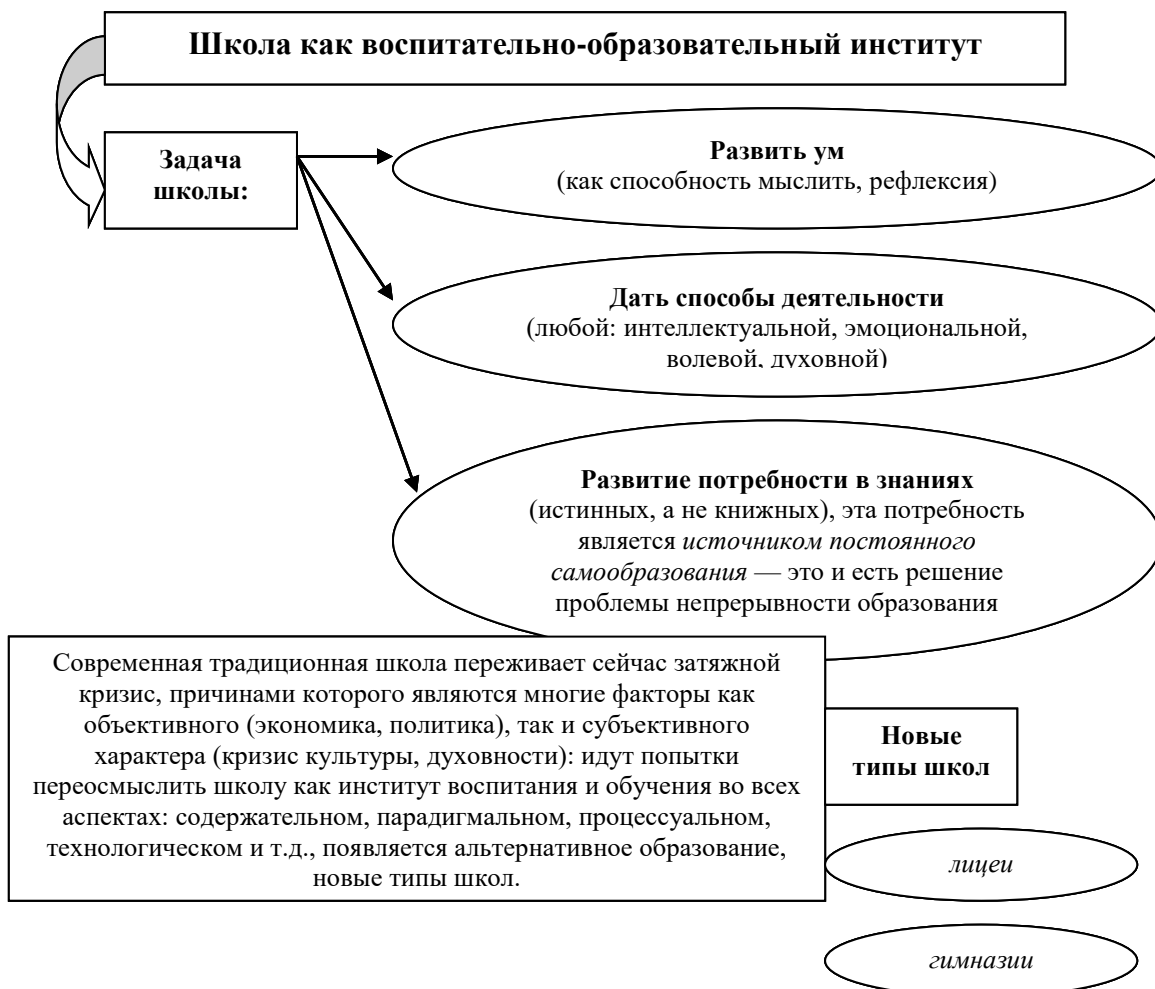 Школа как воспитательно-образовательный институт
Задача
школы:
Развить ум
(как способность мыслить, рефлексия)
Дать способы деятельности
(любой: интеллектуальной, эмоциональной,
волевой, духовной)
Развитие потребности в знаниях
(истинных, а не книжных), эта потребность
является источником постоянного
самообразования — это и есть решение
проблемы непрерывности образования
Современная традиционная школа переживает сейчас затяжной
кризис, причинами которого являются многие факторы как
объективного (экономика, политика), так и субъективного
характера (кризис культуры, духовности): идут попытки
переосмыслить школу как институт воспитания и обучения во всех
аспектах: содержательном, парадигмальном, процессуальном,
технологическом и т.д., появляется альтернативное образование,
новые типы школ.
Новые
типы школ
лицеи
гимназии